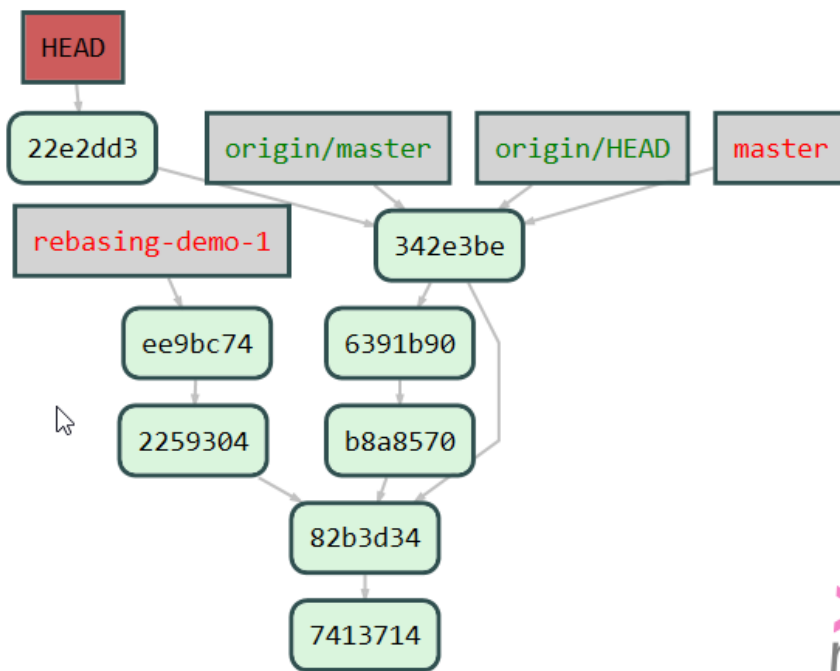 HEAD
22e2dd3
origin/master
origin/HEAD
master
rebasing-demo-1
342e3be
ee9bc74
6391b90
2259304
b8a8570
82b3d34
7413714